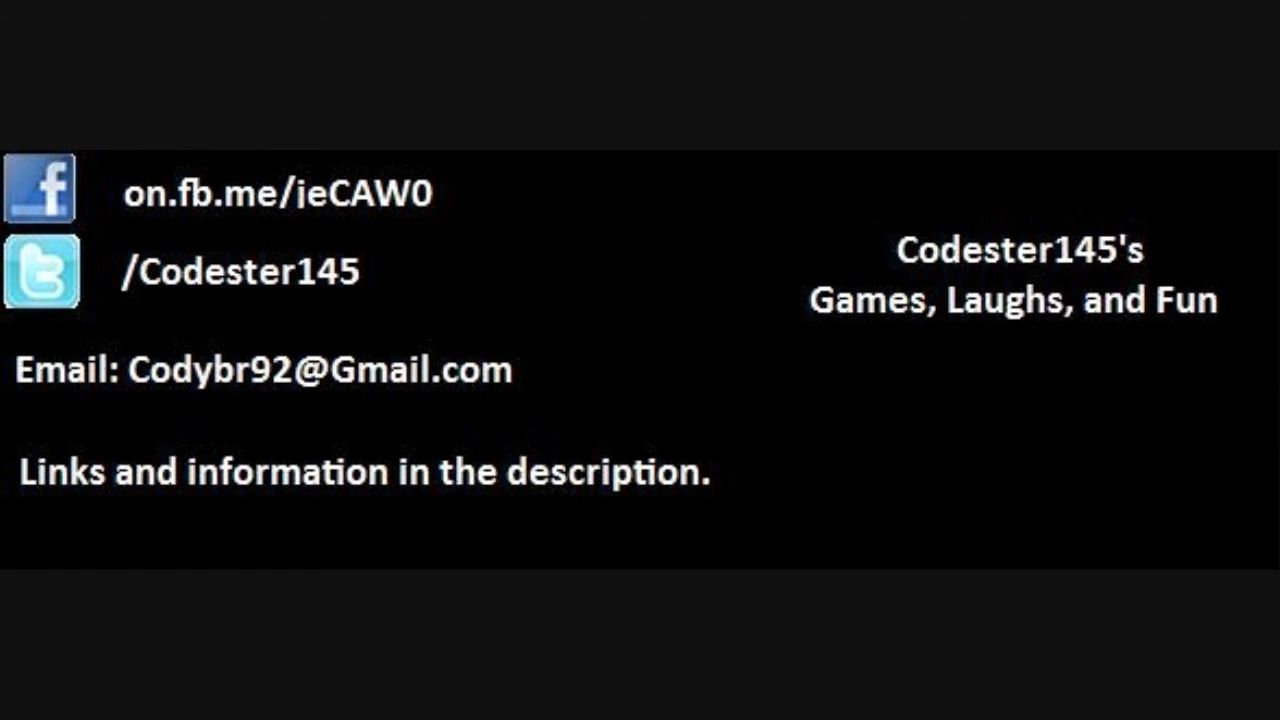 on.fb.me/ieCAW0
/Codester145
Codester145's
Games, Laughs, and Fun
Email: Codybr92@Gmail.com
Links and information in the description.